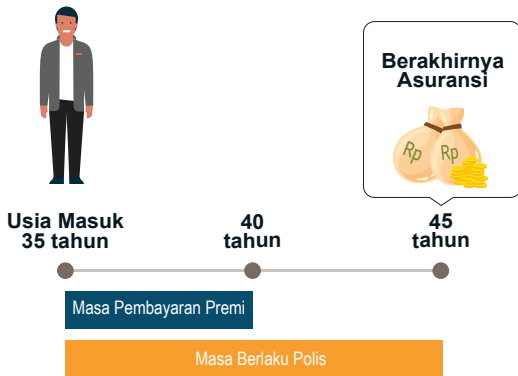 Berakhirnya
Asuransi
Rp
Rp
Usia Masuk
35 tahun
40
tahun
45
tahun
Masa Pembayaran Premi
Masa Berlaku Polis